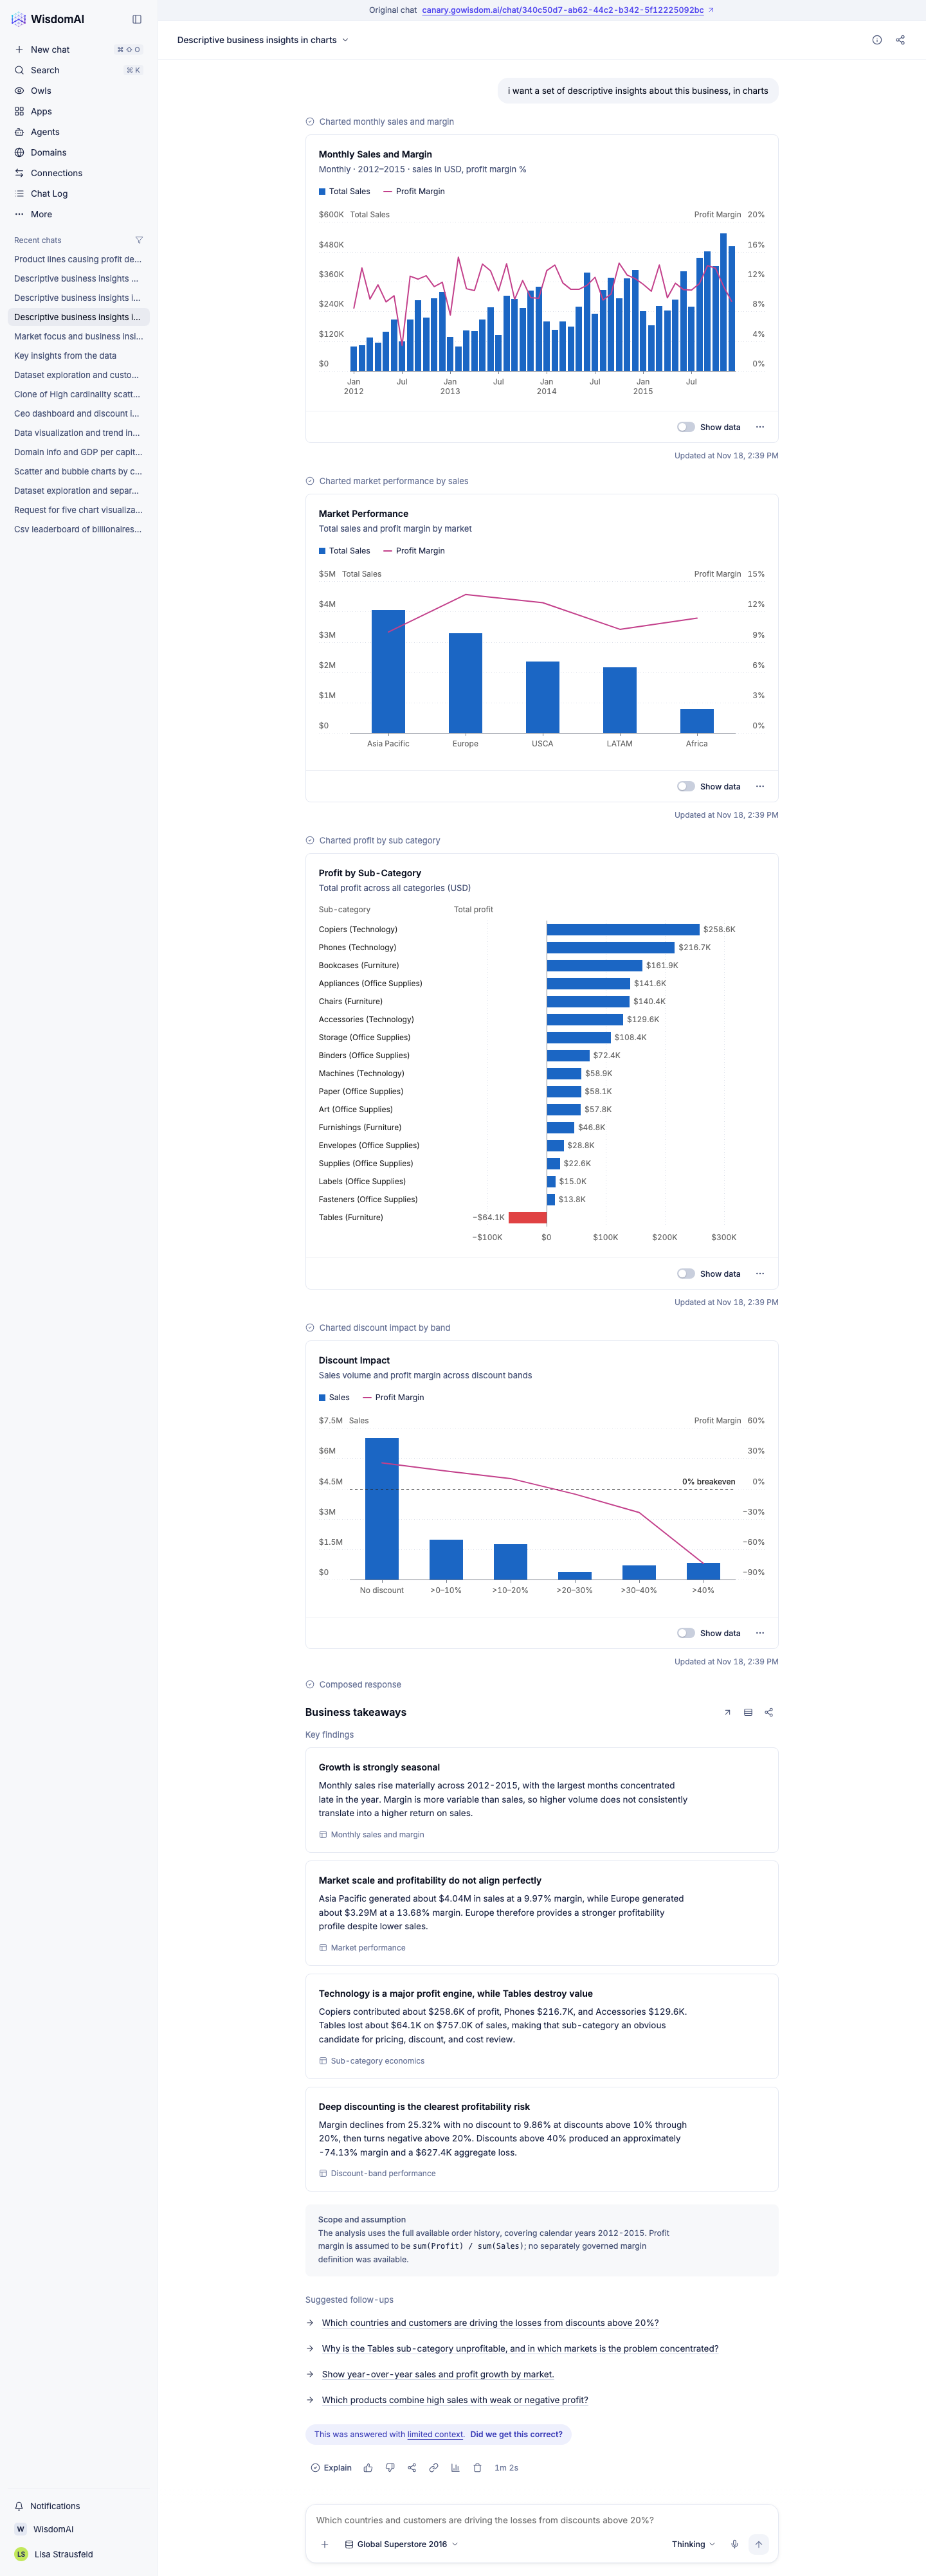 WisdomAI
New chat
⌘ ⇧ O
Search
⌘ K
Owls
Apps
Agents
Domains
Connections
Chat Log
More
Recent chats
Product lines causing profit de...
Descriptive business insights ...
Descriptive business insights i...
Descriptive business insights i...
Market focus and business insi...
Key insights from the data
Dataset exploration and custo...
Clone of High cardinality scatt...
Ceo dashboard and discount i...
Data visualization and trend in...
Domain info and GDP per capit...
Scatter and bubble charts by c...
Dataset exploration and separ...
Request for five chart visualiza...
Csv leaderboard of billionaires...
Notifications
W WisdomAI
LS Lisa Strausfeld
Original chat canary.gowisdom.ai/chat/340c50d7-ab62-44c2-b342-5f12225092bc
Descriptive business insights in charts
i want a set of descriptive insights about this business, in charts
Charted monthly sales and margin
Monthly Sales and Margin
Monthly · 2012–2015 · sales in USD, profit margin %
Total Sales Profit Margin
$600K Total Sales Profit Margin 20%
$480K 16%
$360K 12%
$240K 8%
$120K 4%
$0 0%
Jan Jul Jan Jul Jan Jul Jan Jul
2012 2013 2014 2015
Show data
Updated at Nov 18, 2:39 PM
Charted market performance by sales
Market Performance
Total sales and profit margin by market
Total Sales Profit Margin
$5M Total Sales Profit Margin 15%
$4M 12%
$3M 9%
$2M 6%
$1M 3%
$0 0%
Asia Pacific Europe USCA LATAM Africa
Show data
Updated at Nov 18, 2:39 PM
Charted profit by sub category
Profit by Sub-Category
Total profit across all categories (USD)
Sub-category Total profit
Copiers (Technology) $258.6K
Phones (Technology) $216.7K
Bookcases (Furniture) $161.9K
Appliances (Office Supplies) $141.6K
Chairs (Furniture) $140.4K
Accessories (Technology) $129.6K
Storage (Office Supplies) $108.4K
Binders (Office Supplies) $72.4K
Machines (Technology) $58.9K
Paper (Office Supplies) $58.1K
Art (Office Supplies) $57.8K
Furnishings (Furniture) $46.8K
Envelopes (Office Supplies) $28.8K
Supplies (Office Supplies) $22.6K
Labels (Office Supplies) $15.0K
Fasteners (Office Supplies) $13.8K
Tables (Furniture) −$64.1K
−$100K $0 $100K $200K $300K
Show data
Updated at Nov 18, 2:39 PM
Charted discount impact by band
Discount Impact
Sales volume and profit margin across discount bands
Sales Profit Margin
$7.5M Sales Profit Margin 60%
$6M 30%
$4.5M 0% breakeven 0%
$3M −30%
$1.5M −60%
$0 −90%
No discount >0–10% >10–20% >20–30% >30–40% >40%
Show data
Updated at Nov 18, 2:39 PM
Composed response
Business takeaways
Key findings
Growth is strongly seasonal
Monthly sales rise materially across 2012-2015, with the largest months concentrated
late in the year. Margin is more variable than sales, so higher volume does not consistently
translate into a higher return on sales.
Monthly sales and margin
Market scale and profitability do not align perfectly
Asia Pacific generated about $4.04M in sales at a 9.97% margin, while Europe generated
about $3.29M at a 13.68% margin. Europe therefore provides a stronger profitability
profile despite lower sales.
Market performance
Technology is a major profit engine, while Tables destroy value
Copiers contributed about $258.6K of profit, Phones $216.7K, and Accessories $129.6K.
Tables lost about $64.1K on $757.0K of sales, making that sub-category an obvious
candidate for pricing, discount, and cost review.
Sub-category economics
Deep discounting is the clearest profitability risk
Margin declines from 25.32% with no discount to 9.86% at discounts above 10% through
20%, then turns negative above 20%. Discounts above 40% produced an approximately
-74.13% margin and a $627.4K aggregate loss.
Discount-band performance
Scope and assumption
The analysis uses the full available order history, covering calendar years 2012-2015. Profit
margin is assumed to be sum(Profit) / sum(Sales); no separately governed margin
definition was available.
Suggested follow-ups
Which countries and customers are driving the losses from discounts above 20%?
Why is the Tables sub-category unprofitable, and in which markets is the problem concentrated?
Show year-over-year sales and profit growth by market.
Which products combine high sales with weak or negative profit?
This was answered with limited context. Did we get this correct?
Explain 1m 2s
Which countries and customers are driving the losses from discounts above 20%?
Global Superstore 2016 Thinking